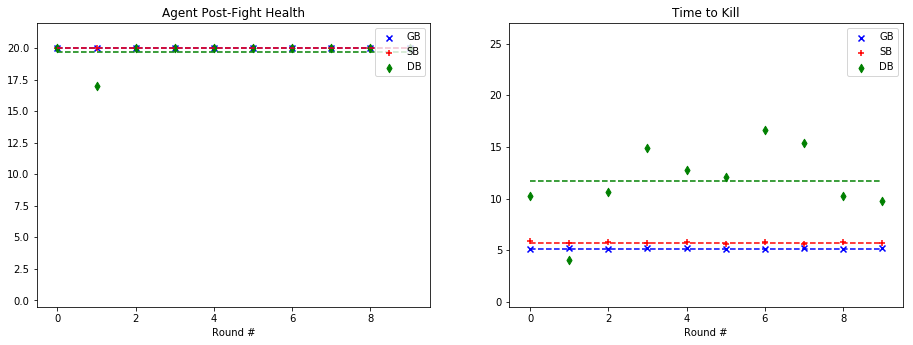 Agent Post-Fight Health
20.0
17.5
15.0
12.5
10.0
7.5
5.0
2.5
0.0
0
2
4
6
8
Round #
GB
SB
DB
Time to Kill
25
20
15
10
5
0
0
2
4
6
8
Round #
GB
SB
DB